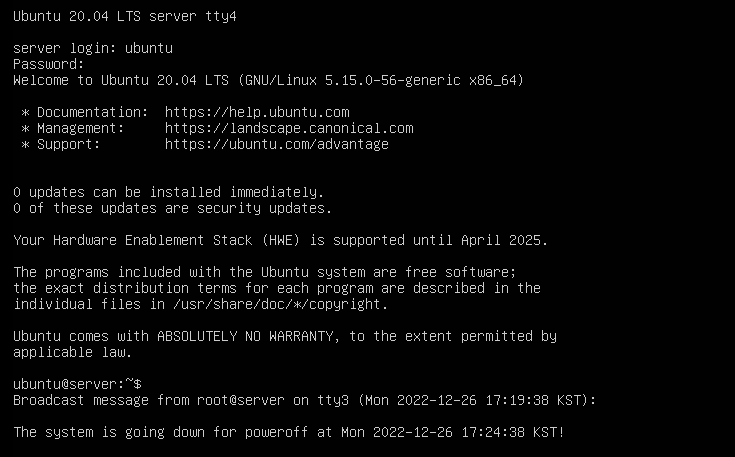 Ubuntu 20.04 LTS server tty4
server login: ubuntu
Password:
Welcome to Ubuntu 20.04 LTS (GNU/Linux 5.15.0-56-generic x86_64)
* Documentation:  https://help.ubuntu.com
* Management:     https://landscape.canonical.com
* Support:        https://ubuntu.com/advantage
0 updates can be installed immediately.
0 of these updates are security updates.
Your Hardware Enablement Stack (HWE) is supported until April 2025.
The programs included with the Ubuntu system are free software;
the exact distribution terms for each program are described in the
individual files in /usr/share/doc/*/copyright.
Ubuntu comes with ABSOLUTELY NO WARRANTY, to the extent permitted by
applicable law.
ubuntu@server:~$
Broadcast message from root@server on tty3 (Mon 2022-12-26 17:19:38 KST):
The system is going down for poweroff at Mon 2022-12-26 17:24:38 KST!